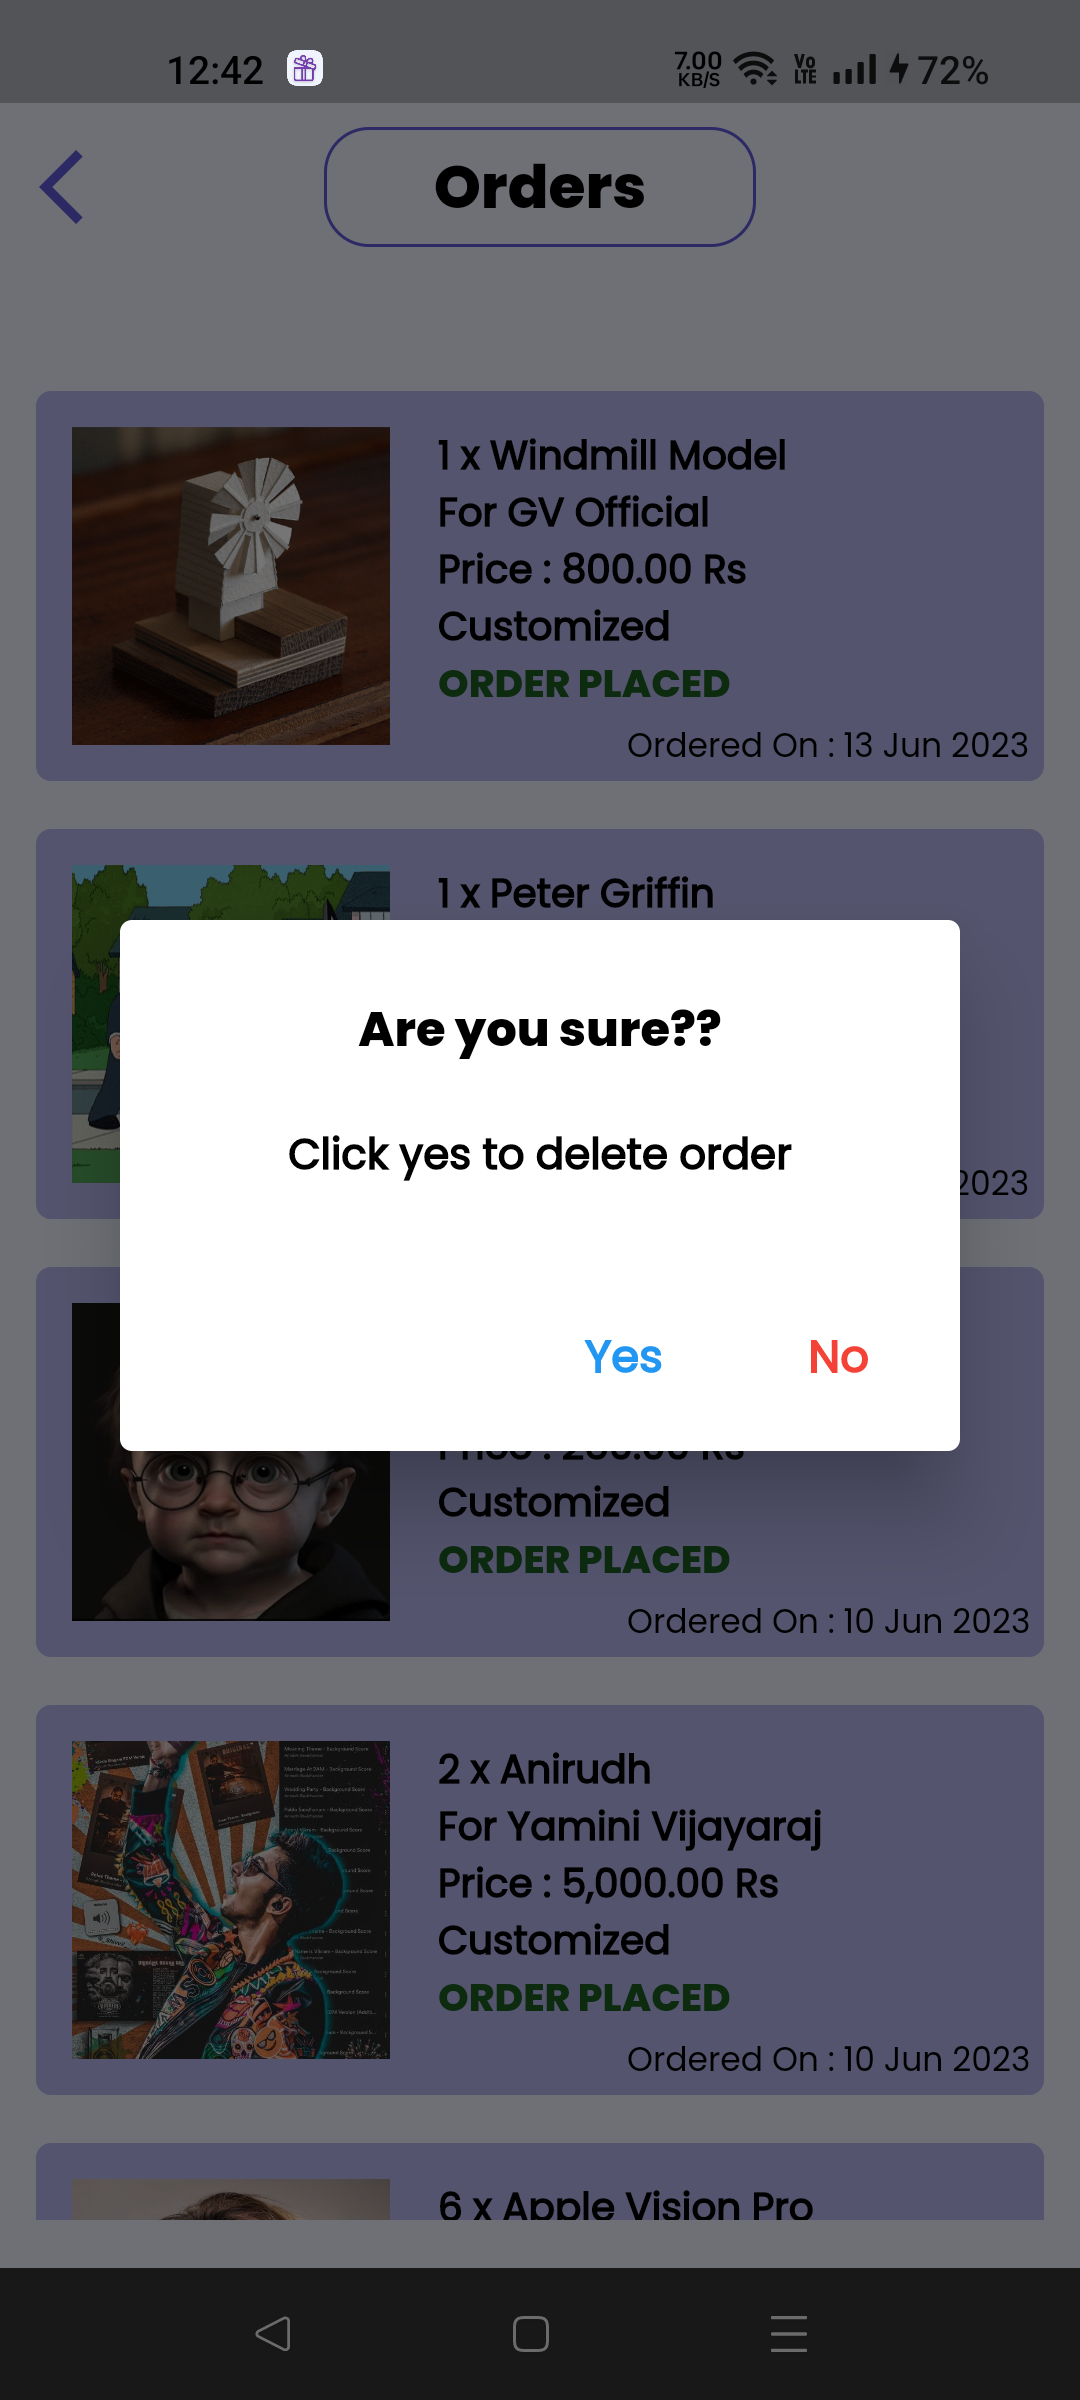 12:42
7.00
KB/S
Vo
LTE
72%
Orders
1 x Windmill Model
For GV Official
Price : 800.00 Rs
Customized
ORDER PLACED
Ordered On : 13 Jun 2023
1 x Peter Griffin
Are you sure??
Click yes to delete order
2023
Yes
No
Customized
ORDER PLACED
Ordered On : 10 Jun 2023
2 x Anirudh
For Yamini Vijayaraj
Price : 5,000.00 Rs
Customized
ORDER PLACED
Ordered On : 10 Jun 2023
6 x Apple Vision Pro